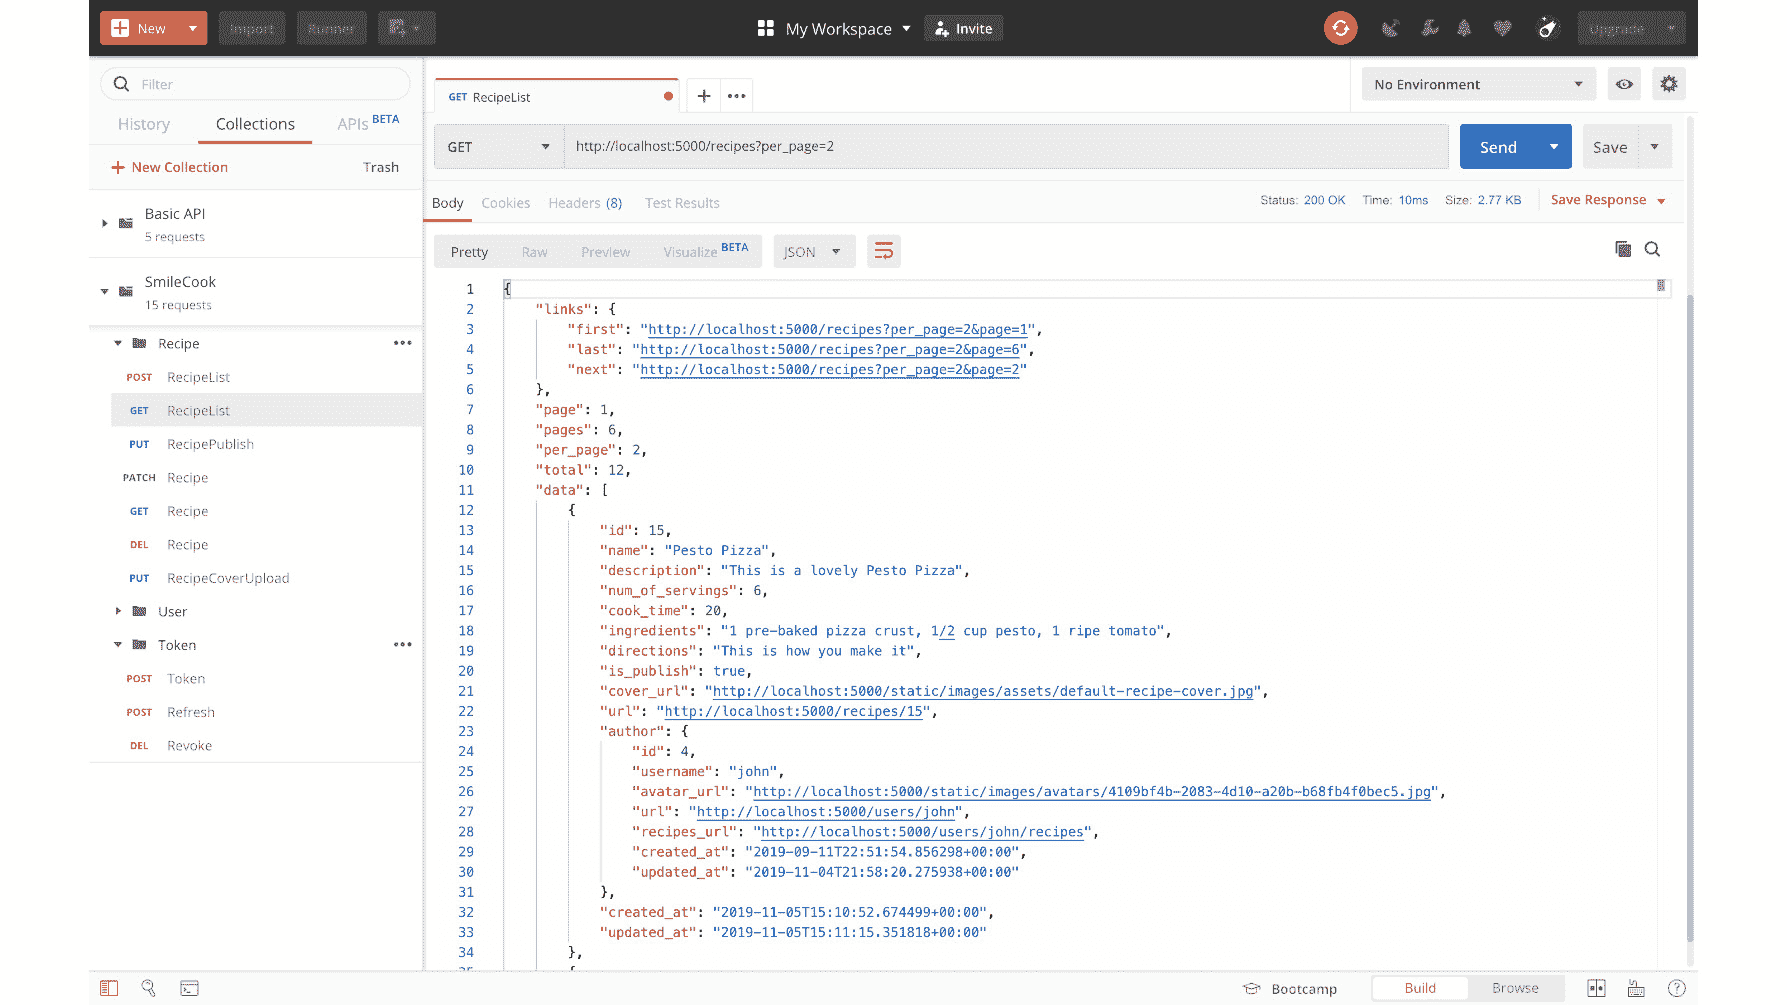 New Import Runner My Workspace Invite Upgrade
Filter
GET RecipeList
No Environment
History Collections APIs BETA
GET http://localhost:5000/recipes?per_page=2 Send Save
New Collection Trash
Body Cookies Headers (8) Test Results Status: 200 OK Time: 10ms Size: 2.77 KB Save Response
Basic API
5 requests
Pretty Raw Preview Visualize BETA JSON
SmileCook
15 requests
Recipe
POST RecipeList
GET RecipeList
PUT RecipePublish
PATCH Recipe
GET Recipe
DEL Recipe
PUT RecipeCoverUpload
User
Token
POST Token
POST Refresh
DEL Revoke
1 {
2 "links": {
3 "first": "http://localhost:5000/recipes?per_page=2&page=1",
4 "last": "http://localhost:5000/recipes?per_page=2&page=6",
5 "next": "http://localhost:5000/recipes?per_page=2&page=2"
6 },
7 "page": 1,
8 "pages": 6,
9 "per_page": 2,
10 "total": 12,
11 "data": [
12 {
13 "id": 15,
14 "name": "Pesto Pizza",
15 "description": "This is a lovely Pesto Pizza",
16 "num_of_servings": 6,
17 "cook_time": 20,
18 "ingredients": "1 pre-baked pizza crust, 1/2 cup pesto, 1 ripe tomato",
19 "directions": "This is how you make it",
20 "is_publish": true,
21 "cover_url": "http://localhost:5000/static/images/assets/default-recipe-cover.jpg",
22 "url": "http://localhost:5000/recipes/15",
23 "author": {
24 "id": 4,
25 "username": "john",
26 "avatar_url": "http://localhost:5000/static/images/avatars/4109bf4b-2083-4d10-a20b-b68fb4f0bec5.jpg",
27 "url": "http://localhost:5000/users/john",
28 "recipes_url": "http://localhost:5000/users/john/recipes",
29 "created_at": "2019-09-11T22:51:54.856298+00:00",
30 "updated_at": "2019-11-04T21:58:20.275938+00:00"
31 },
32 "created_at": "2019-11-05T15:10:52.674499+00:00",
33 "updated_at": "2019-11-05T15:11:15.351818+00:00"
34 },
Bootcamp Build Browse